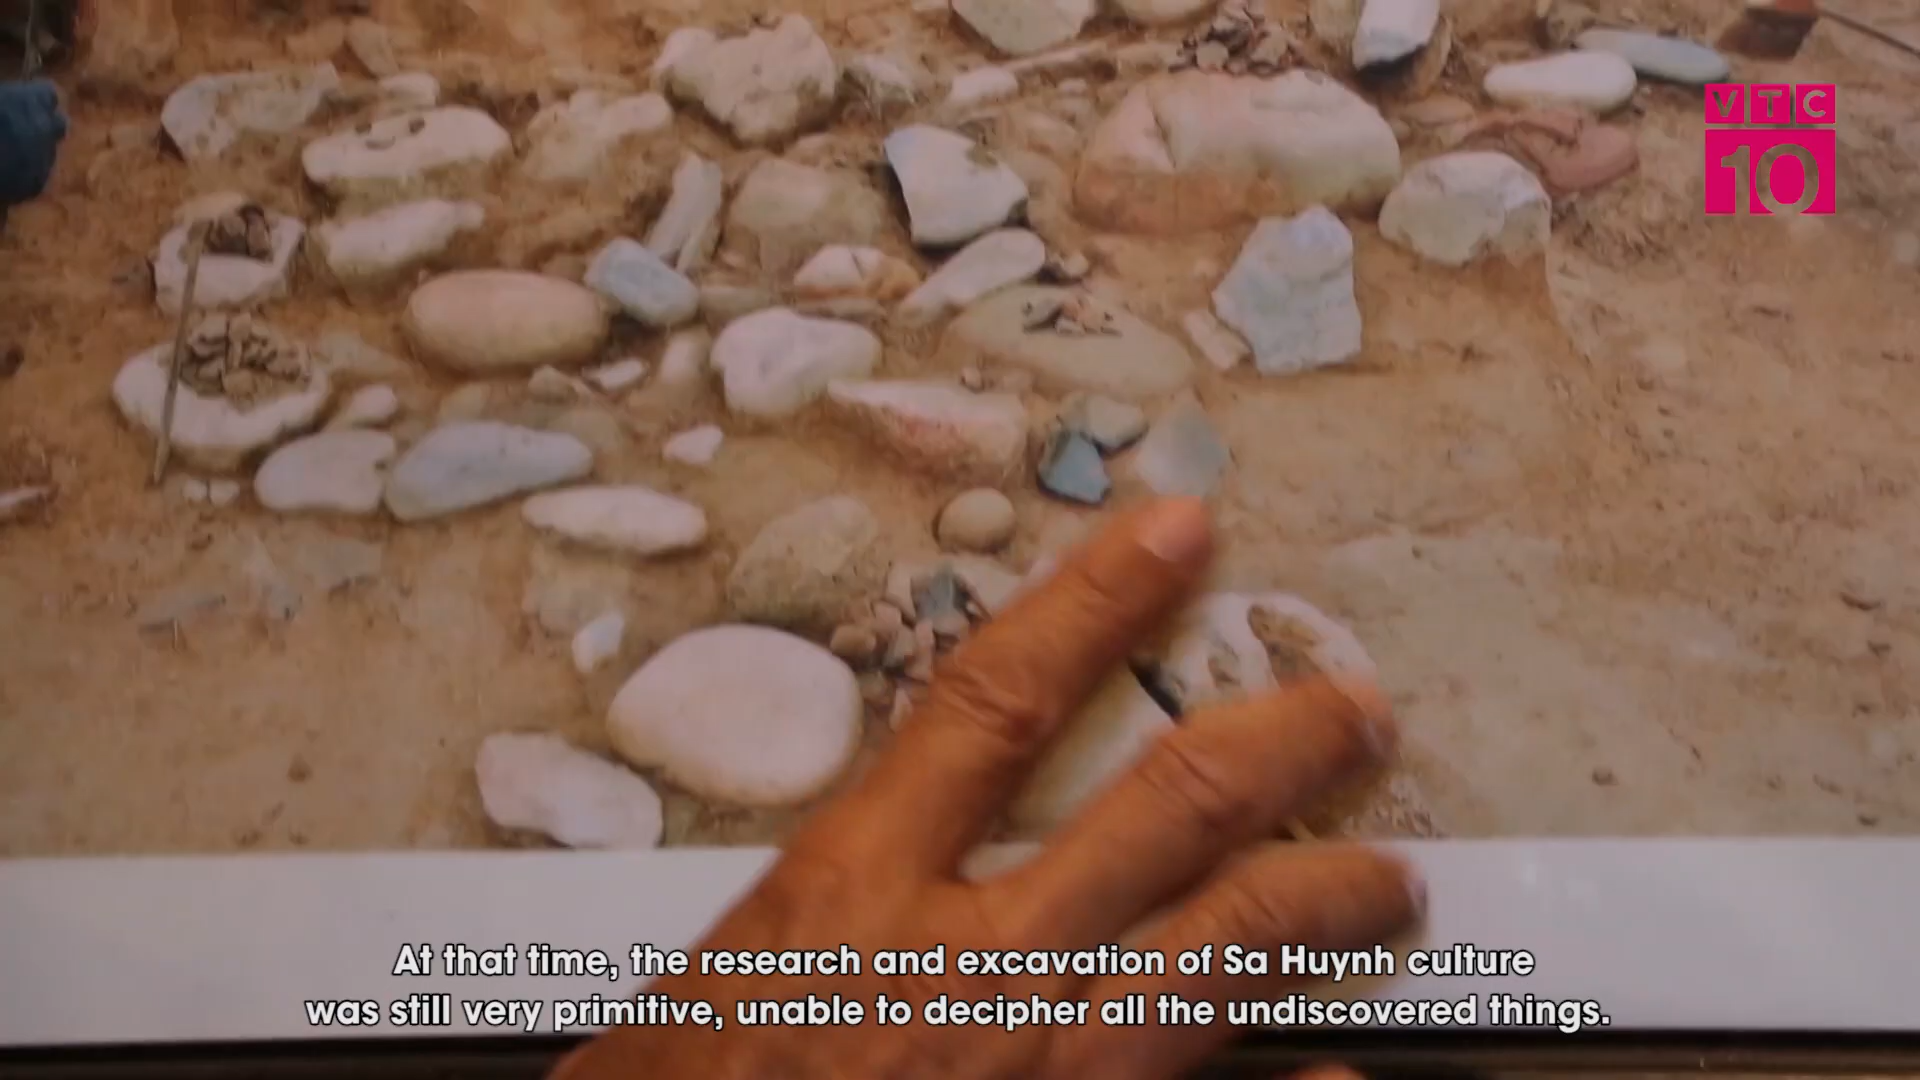 VTC
10
At that time, the research and excavation of Sa Huynh culture
was still very primitive, unable to decipher all the undiscovered things.